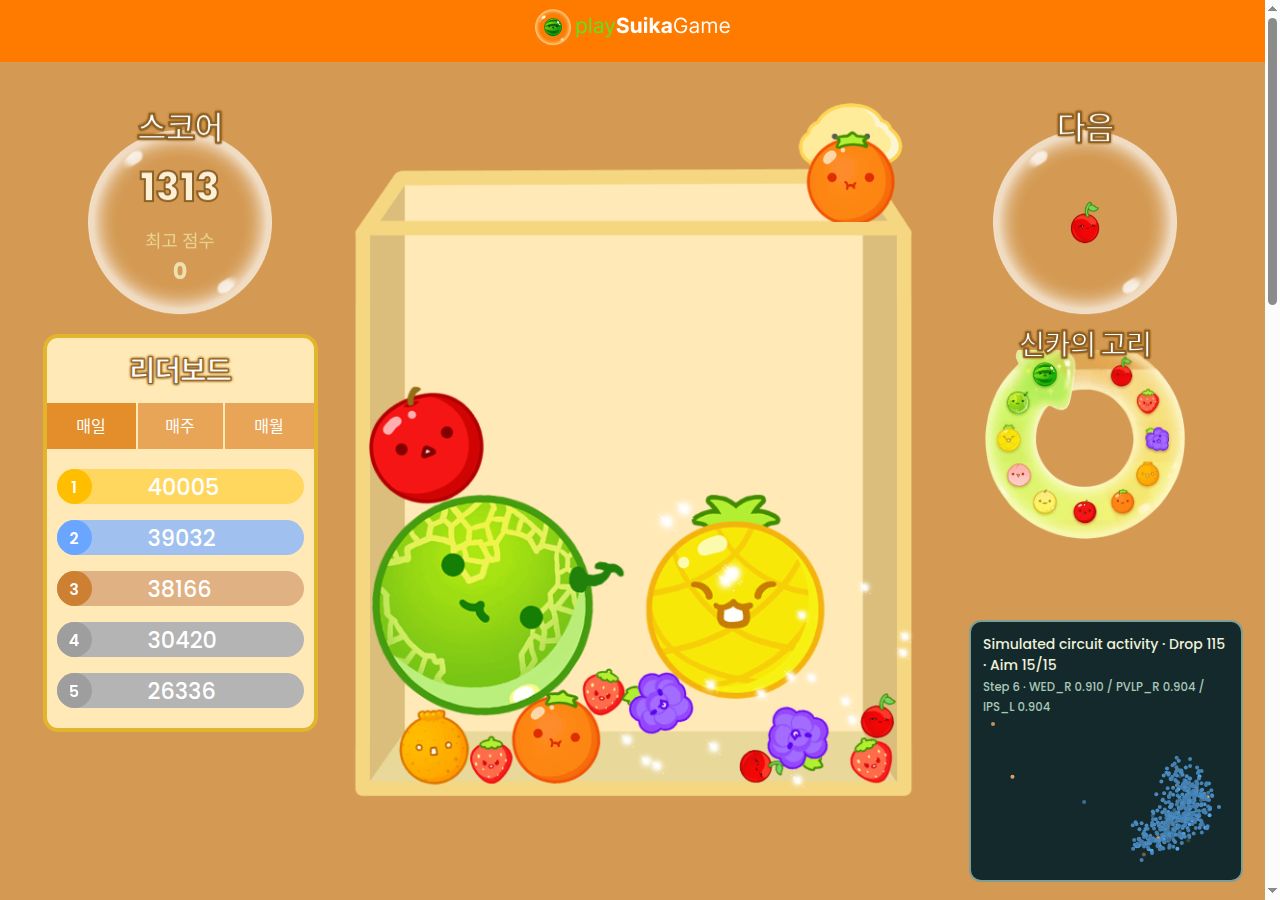 playSuikaGame
스코어
1313
최고 점수
0
리더보드
매일 매주 매월
1 40005
2 39032
3 38166
4 30420
5 26336
다음
신카의 고리
Simulated circuit activity · Drop 115
· Aim 15/15
Step 6 · WED_R 0.910 / PVLP_R 0.904 /
IPS_L 0.904